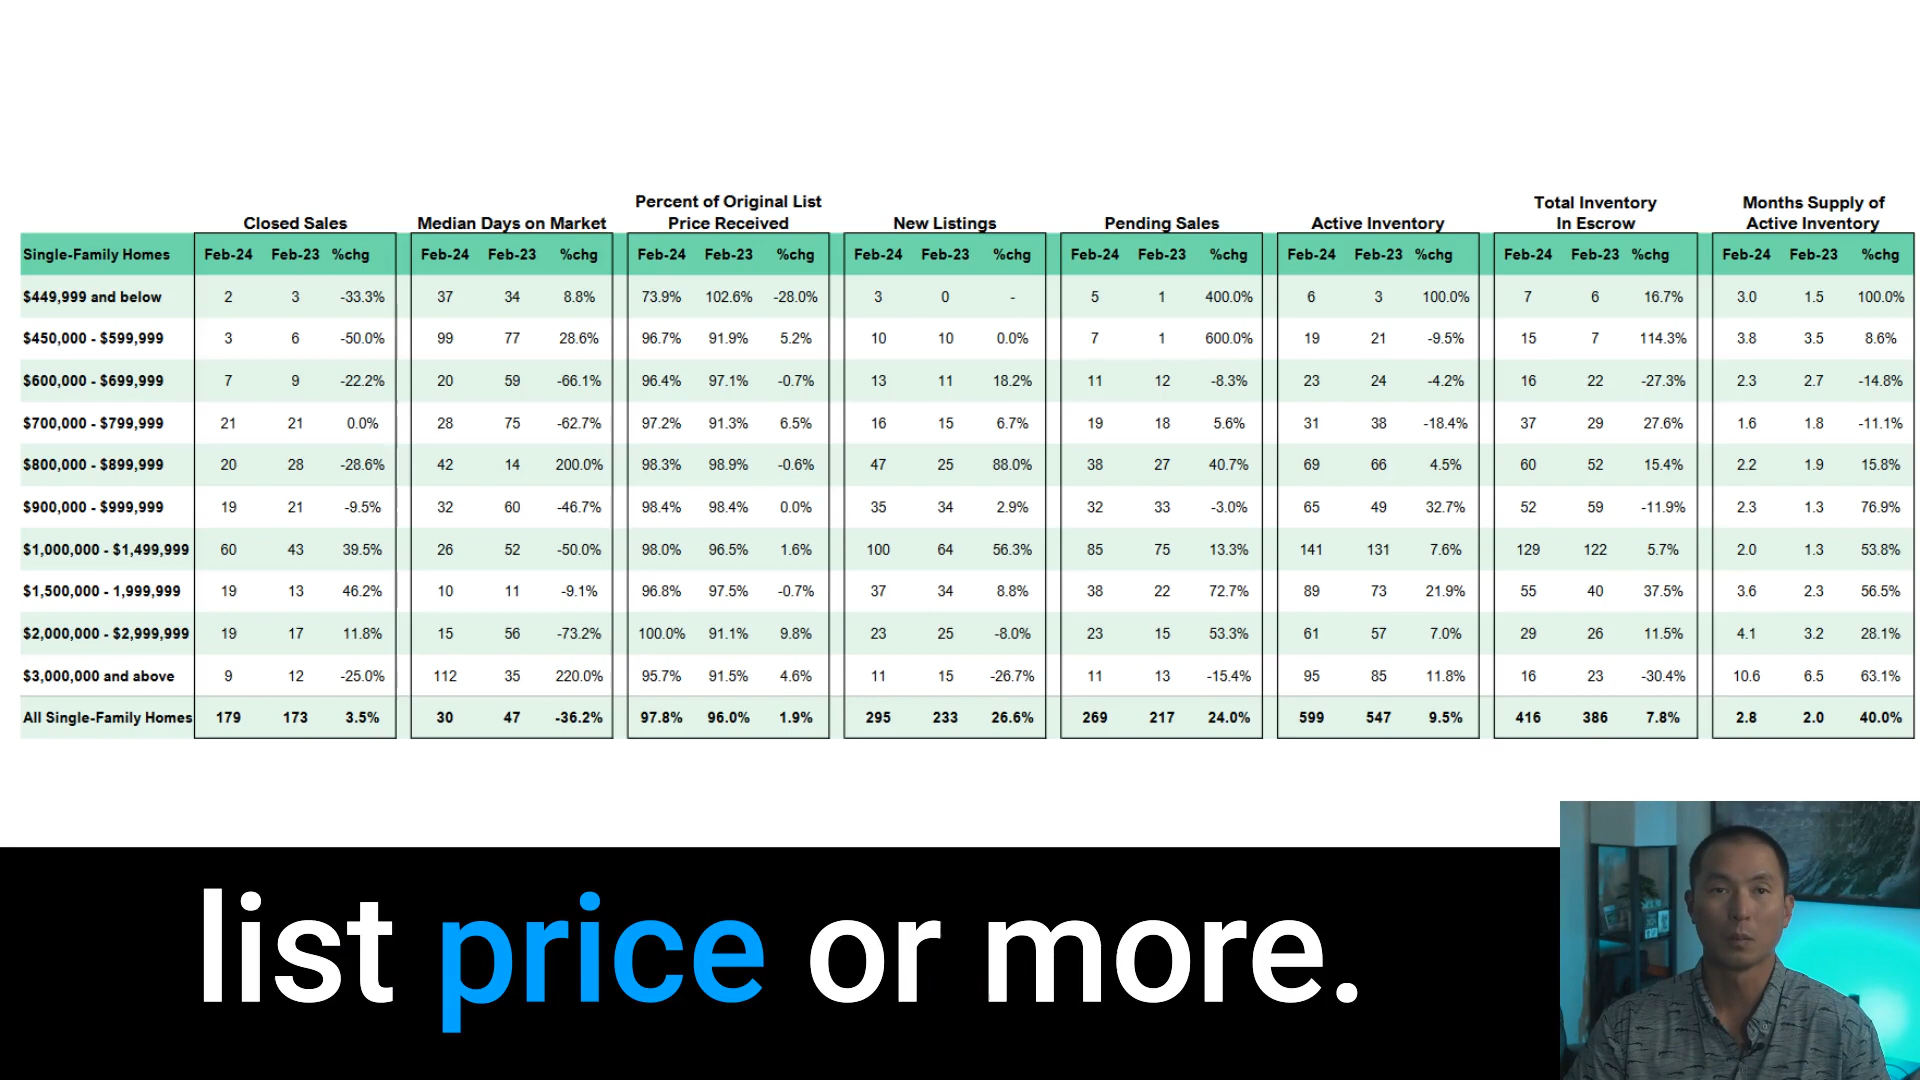 Closed Sales Median Days on Market Percent of Original List Price Received New Listings Pending Sales Active Inventory Total Inventory In Escrow Months Supply of Active Inventory
Single-Family Homes Feb-24 Feb-23 %chg Feb-24 Feb-23 %chg Feb-24 Feb-23 %chg Feb-24 Feb-23 %chg Feb-24 Feb-23 %chg Feb-24 Feb-23 %chg Feb-24 Feb-23 %chg Feb-24 Feb-23 %chg
$449,999 and below 2 3 -33.3% 37 34 8.8% 73.9% 102.6% -28.0% 3 0 - 5 1 400.0% 6 3 100.0% 7 6 16.7% 3.0 1.5 100.0%
$450,000 - $599,999 3 6 -50.0% 99 77 28.6% 96.7% 91.9% 5.2% 10 10 0.0% 7 1 600.0% 19 21 -9.5% 15 7 114.3% 3.8 3.5 8.6%
$600,000 - $699,999 7 9 -22.2% 20 59 -66.1% 96.4% 97.1% -0.7% 13 11 18.2% 11 12 -8.3% 23 24 -4.2% 16 22 -27.3% 2.3 2.7 -14.8%
$700,000 - $799,999 21 21 0.0% 28 75 -62.7% 97.2% 91.3% 6.5% 16 15 6.7% 19 18 5.6% 31 38 -18.4% 37 29 27.6% 1.6 1.8 -11.1%
$800,000 - $899,999 20 28 -28.6% 42 14 200.0% 98.3% 98.9% -0.6% 47 25 88.0% 38 27 40.7% 69 66 4.5% 60 52 15.4% 2.2 1.9 15.8%
$900,000 - $999,999 19 21 -9.5% 32 60 -46.7% 98.4% 98.4% 0.0% 35 34 2.9% 32 33 -3.0% 65 49 32.7% 52 59 -11.9% 2.3 1.3 76.9%
$1,000,000 - $1,499,999 60 43 39.5% 26 52 -50.0% 98.0% 96.5% 1.6% 100 64 56.3% 85 75 13.3% 141 131 7.6% 129 122 5.7% 2.0 1.3 53.8%
$1,500,000 - 1,999,999 19 13 46.2% 10 11 -9.1% 96.8% 97.5% -0.7% 37 34 8.8% 38 22 72.7% 89 73 21.9% 55 40 37.5% 3.6 2.3 56.5%
$2,000,000 - $2,999,999 19 17 11.8% 15 56 -73.2% 100.0% 91.1% 9.8% 23 25 -8.0% 23 15 53.3% 61 57 7.0% 29 26 11.5% 4.1 3.2 28.1%
$3,000,000 and above 9 12 -25.0% 112 35 220.0% 95.7% 91.5% 4.6% 11 15 -26.7% 11 13 -15.4% 95 85 11.8% 16 23 -30.4% 10.6 6.5 63.1%
All Single-Family Homes 179 173 3.5% 30 47 -36.2% 97.8% 96.0% 1.9% 295 233 26.6% 269 217 24.0% 599 547 9.5% 416 386 7.8% 2.8 2.0 40.0%
list price or more.